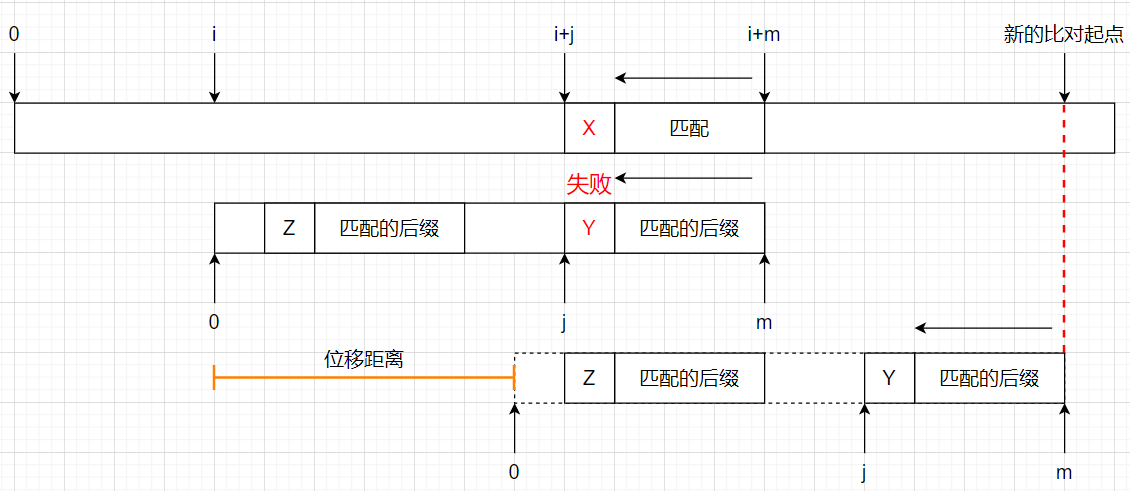 0 i i+j i+m 新的比对起点
X 匹配
失败
Z 匹配的后缀 Y 匹配的后缀
0 j m
位移距离
Z 匹配的后缀 Y 匹配的后缀
0 j m